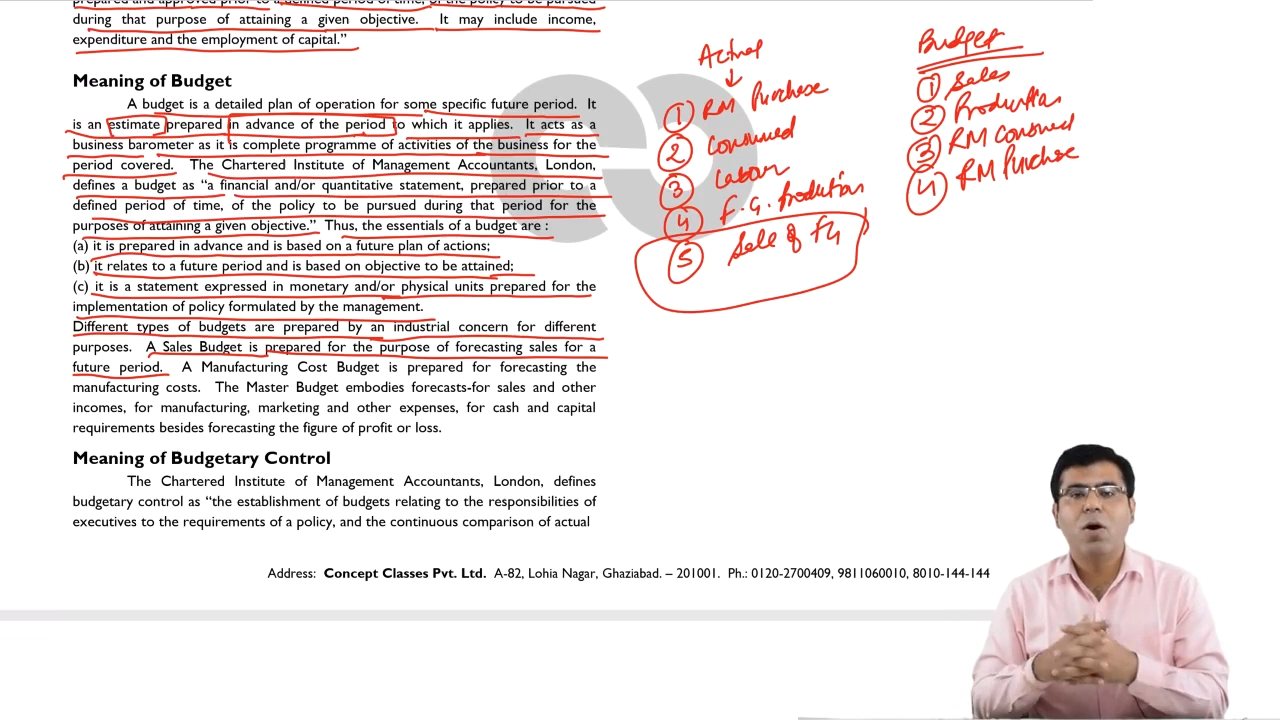 prepared and approved prior to a defined period of time, of the policy to be pursued
during that purpose of attaining a given objective. It may include income,
expenditure and the employment of capital.”
Meaning of Budget
A budget is a detailed plan of operation for some specific future period. It
is an estimate prepared in advance of the period to which it applies. It acts as a
business barometer as it is complete programme of activities of the business for the
period covered. The Chartered Institute of Management Accountants, London,
defines a budget as “a financial and/or quantitative statement, prepared prior to a
defined period of time, of the policy to be pursued during that period for the
purposes of attaining a given objective.” Thus, the essentials of a budget are :
(a) it is prepared in advance and is based on a future plan of actions;
(b) it relates to a future period and is based on objective to be attained;
(c) it is a statement expressed in monetary and/or physical units prepared for the
implementation of policy formulated by the management.
Different types of budgets are prepared by an industrial concern for different
purposes. A Sales Budget is prepared for the purpose of forecasting sales for a
future period. A Manufacturing Cost Budget is prepared for forecasting the
manufacturing costs. The Master Budget embodies forecasts-for sales and other
incomes, for manufacturing, marketing and other expenses, for cash and capital
requirements besides forecasting the figure of profit or loss.
Meaning of Budgetary Control
The Chartered Institute of Management Accountants, London, defines
budgetary control as “the establishment of budgets relating to the responsibilities of
executives to the requirements of a policy, and the continuous comparison of actual
Actual
1 RM Purchase
2 Consumed
3 Labour
4 F.G. Production
5 Sale of FG
Budget
1 Sales
2 Production
3 RM Consumed
4 RM Purchase
Address: Concept Classes Pvt. Ltd. A-82, Lohia Nagar, Ghaziabad. – 201001. Ph.: 0120-2700409, 9811060010, 8010-144-144